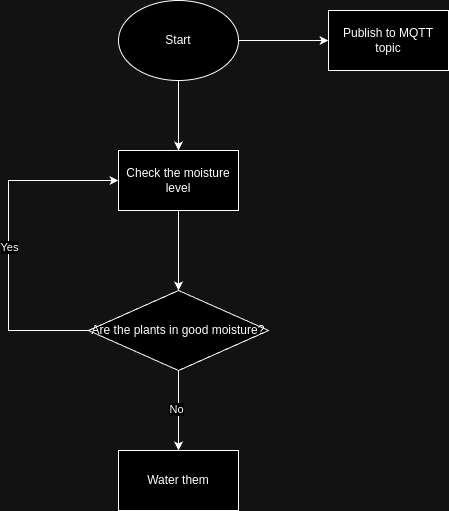 Start
Publish to MQTT
topic
Check the moisture
level
Yes
Are the plants in good moisture?
No
Water them